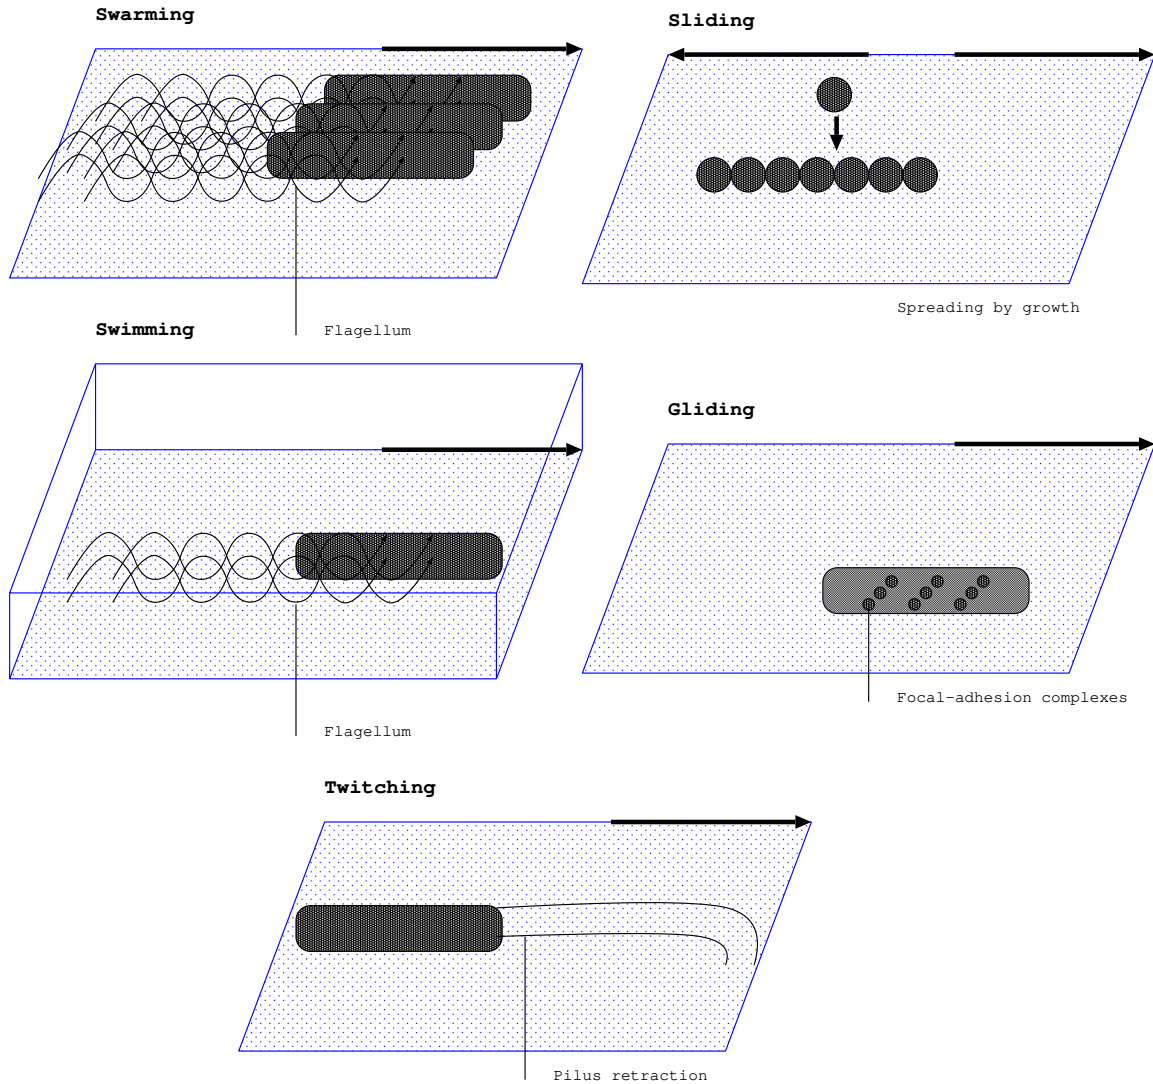 Swarming
Sliding
Spreading by growth
Flagellum
Swimming
Gliding
Focal-adhesion complexes
Flagellum
Twitching
Pilus retraction